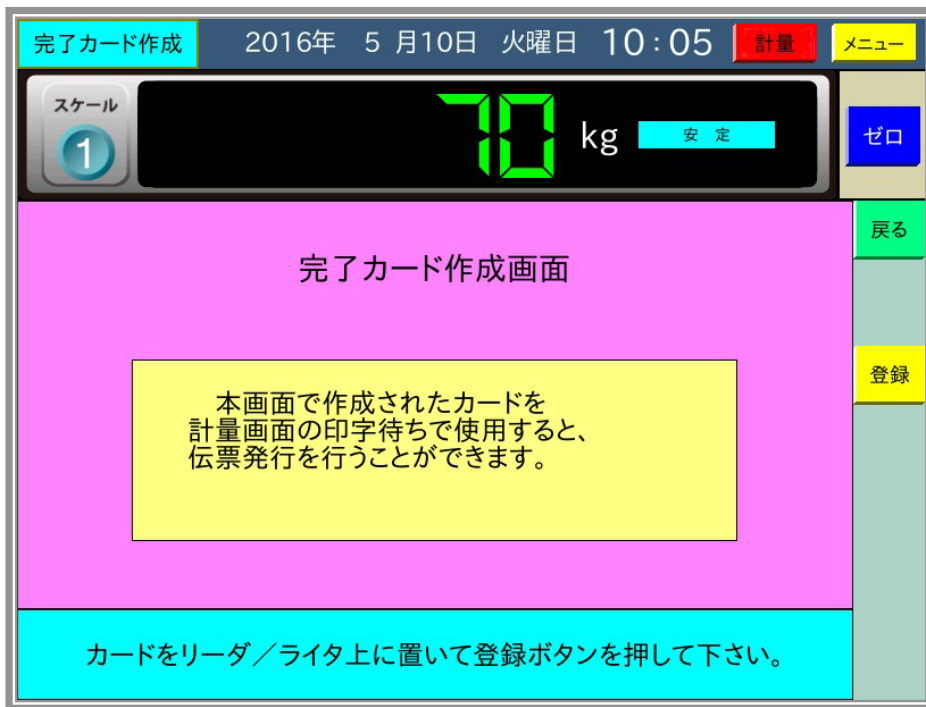 完了カード作成 2016年 5月10日 火曜日 10:05 計量 メニュー
スケール
1
70 kg 安定
ゼロ
戻る
完了カード作成画面
登録
本画面で作成されたカードを
計量画面の印字待ちで使用すると、
伝票発行を行うことができます。
カードをリーダ／ライタ上に置いて登録ボタンを押して下さい。